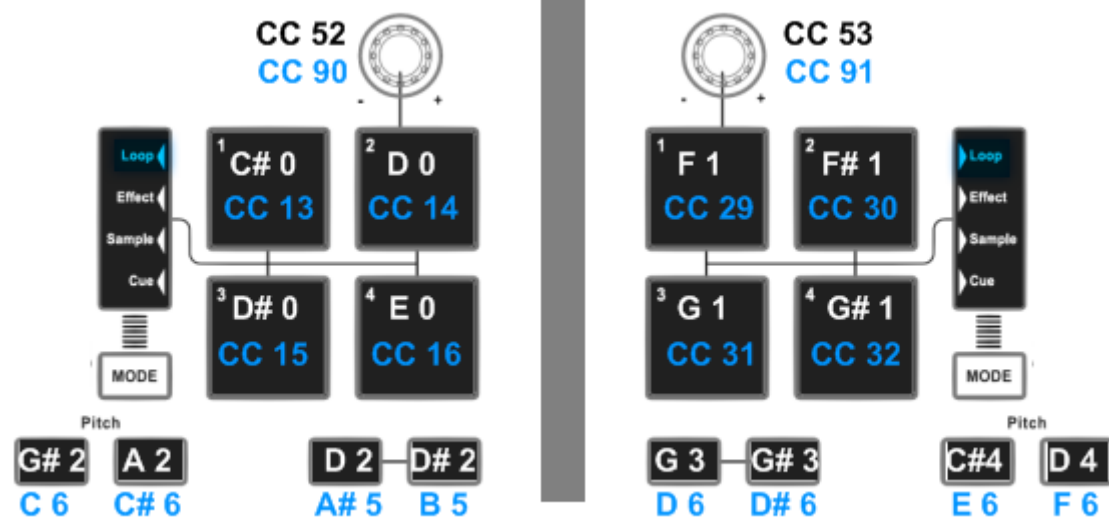 CC 52
CC 90
- +
Loop
Effect
Sample
Cue
1 C# 0
CC 13
2 D 0
CC 14
3 D# 0
CC 15
4 E 0
CC 16
MODE
Pitch
G# 2 A 2 D 2 D# 2
C 6 C# 6 A# 5 B 5
CC 53
CC 91
- +
1 F 1
CC 29
2 F# 1
CC 30
3 G 1
CC 31
4 G# 1
CC 32
Loop
Effect
Sample
Cue
MODE
Pitch
G 3 G# 3 C#4 D 4
D 6 D# 6 E 6 F 6